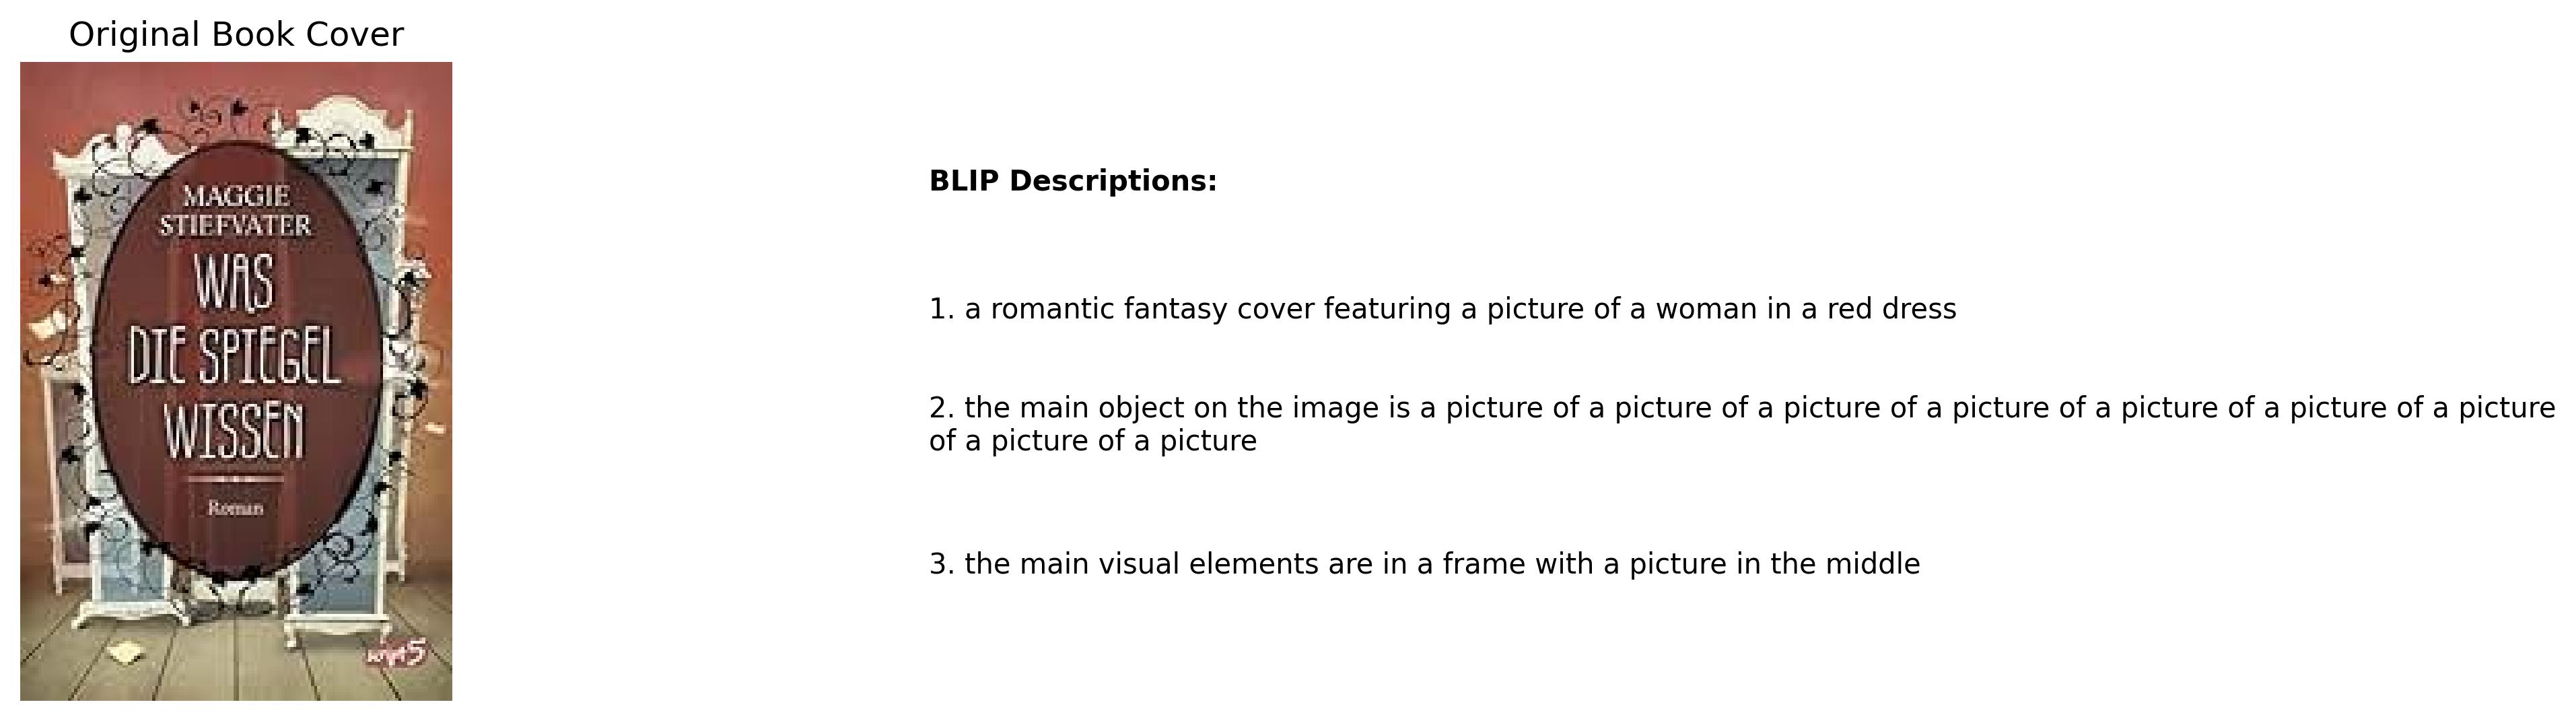 Original Book Cover
MAGGIE
STIEFVATER
WAS
DIE SPIEGEL
WISSEN
Roman
script5
BLIP Descriptions:
1. a romantic fantasy cover featuring a picture of a woman in a red dress
2. the main object on the image is a picture of a picture of a picture of a picture of a picture of a picture of a picture
of a picture of a picture
3. the main visual elements are in a frame with a picture in the middle